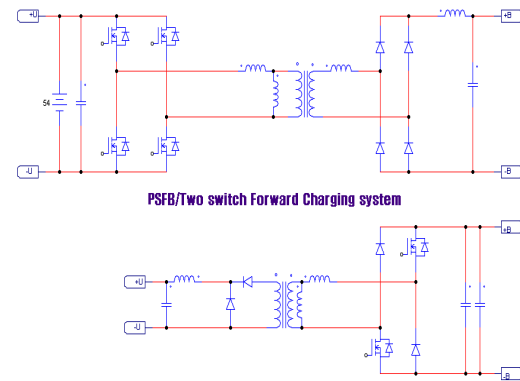 +U
+B
54
-U
-B
PSFB/Two switch Forward Charging system
+B
+U
-U
-B